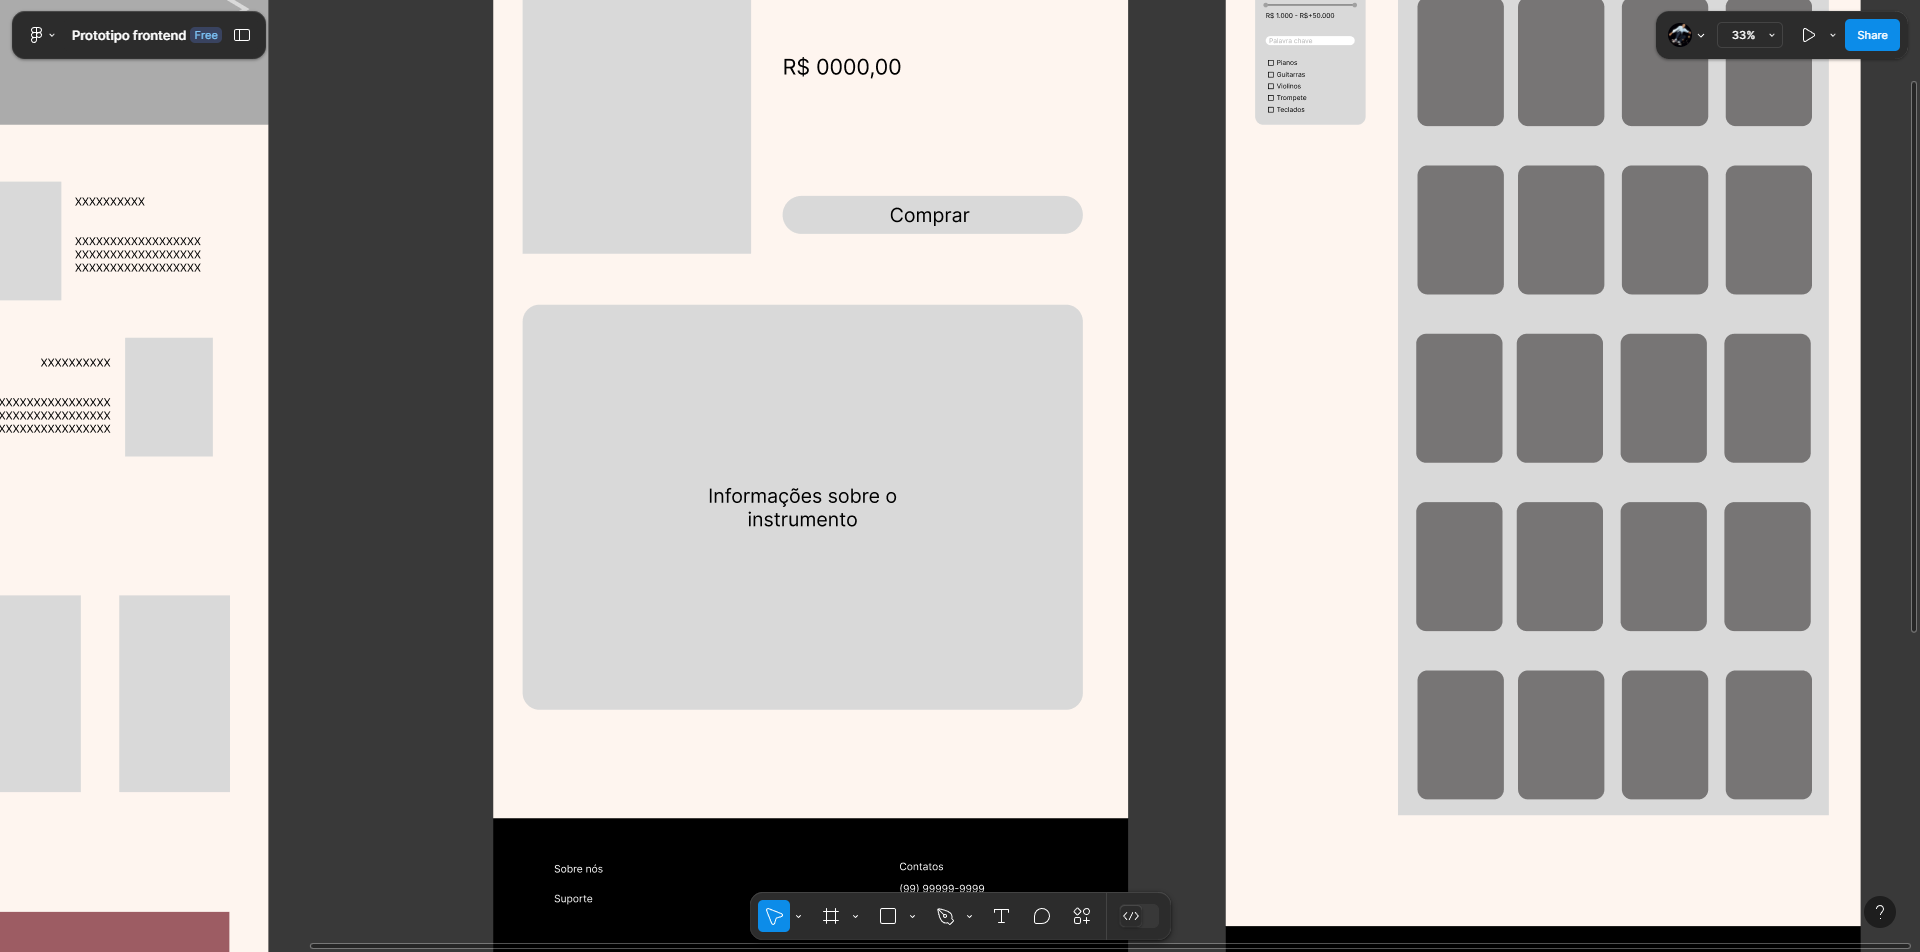 Prototipo frontend Free
33%
Share
R$ 1.000 - R$+50.000
Palavra chave
Pianos
Guitarras
Violinos
Trompete
Teclados
XXXXXXXXXX
XXXXXXXXXXXXXXXXXX
XXXXXXXXXXXXXXXXXX
XXXXXXXXXXXXXXXXXX
XXXXXXXXXX
XXXXXXXXXXXXXXXX
XXXXXXXXXXXXXXXX
XXXXXXXXXXXXXXXX
R$ 0000,00
Comprar
Informações sobre o
instrumento
Sobre nós
Suporte
Contatos
(99) 99999-9999
?